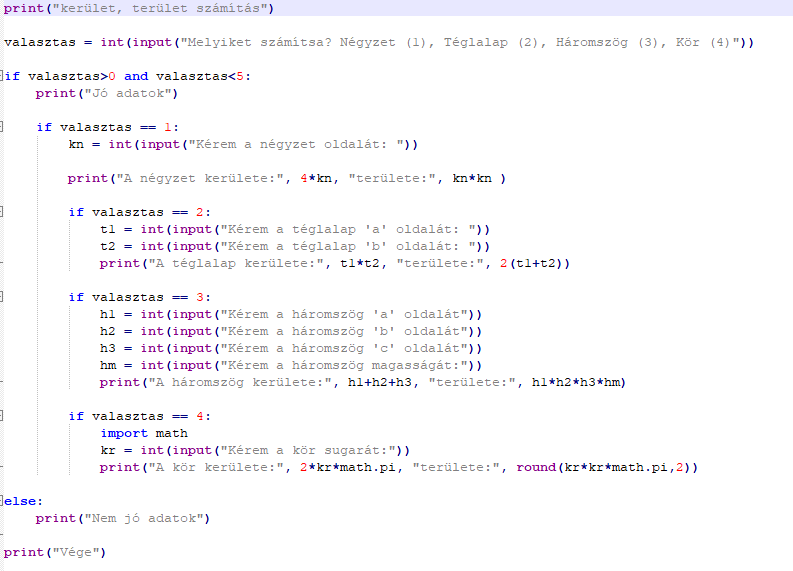 print("kerület, terület számítás")
valasztas = int(input("Melyiket számítsa? Négyzet (1), Téglalap (2), Háromszög (3), Kör (4)"))
if valasztas>0 and valasztas<5:
    print("Jó adatok")
    if valasztas == 1:
        kn = int(input("Kérem a négyzet oldalát: "))
        print("A négyzet kerülete:", 4*kn, "területe:", kn*kn )
        if valasztas == 2:
            t1 = int(input("Kérem a téglalap 'a' oldalát: "))
            t2 = int(input("Kérem a téglalap 'b' oldalát: "))
            print("A téglalap kerülete:", t1*t2, "területe:", 2(t1+t2))
        if valasztas == 3:
            h1 = int(input("Kérem a háromszög 'a' oldalát"))
            h2 = int(input("Kérem a háromszög 'b' oldalát"))
            h3 = int(input("Kérem a háromszög 'c' oldalát"))
            hm = int(input("Kérem a háromszög magasságát:"))
            print("A háromszög kerülete:", h1+h2+h3, "területe:", h1*h2*h3*hm)
        if valasztas == 4:
            import math
            kr = int(input("Kérem a kör sugarát:"))
            print("A kör kerülete:", 2*kr*math.pi, "területe:", round(kr*kr*math.pi,2))
else:
    print("Nem jó adatok")
print("Vége")